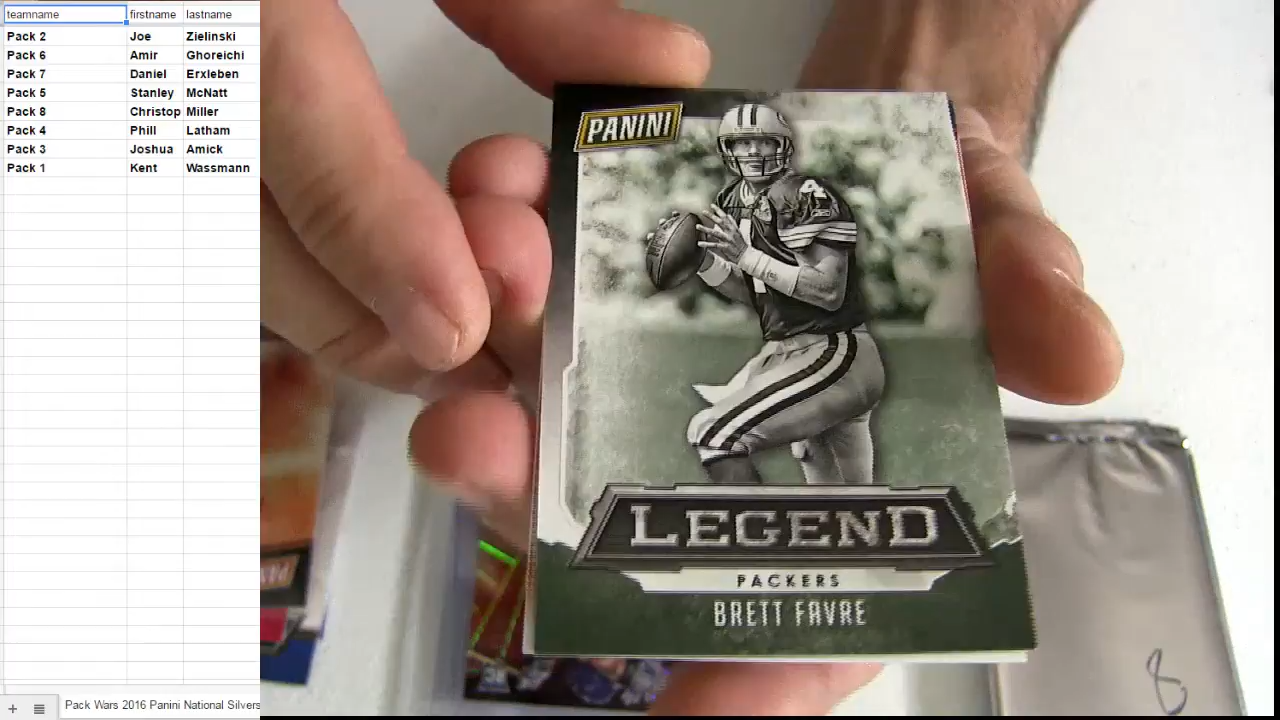 teamname firstname lastname
Pack 2 Joe Zielinski
Pack 6 Amir Ghoreichi
Pack 7 Daniel Erxleben
Pack 5 Stanley McNatt
Pack 8 Christop Miller
Pack 4 Phill Latham
Pack 3 Joshua Amick
Pack 1 Kent Wassmann
Pack Wars 2016 Panini National Silvers
PANINI
4
LEGEND
PACKERS
BRETT FAVRE
8